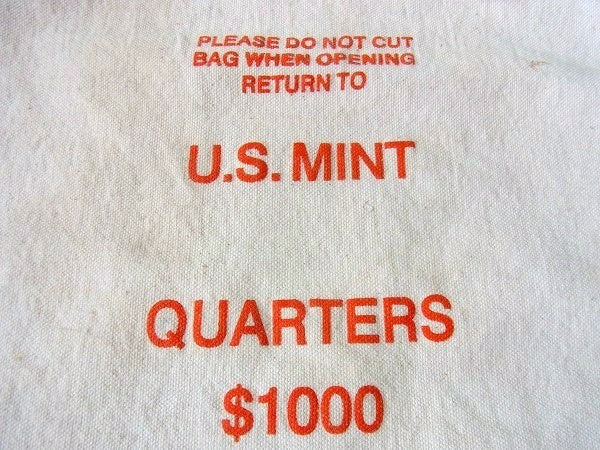 PLEASE DO NOT CUT
BAG WHEN OPENING
RETURN TO
U.S. MINT
QUARTERS
$1000